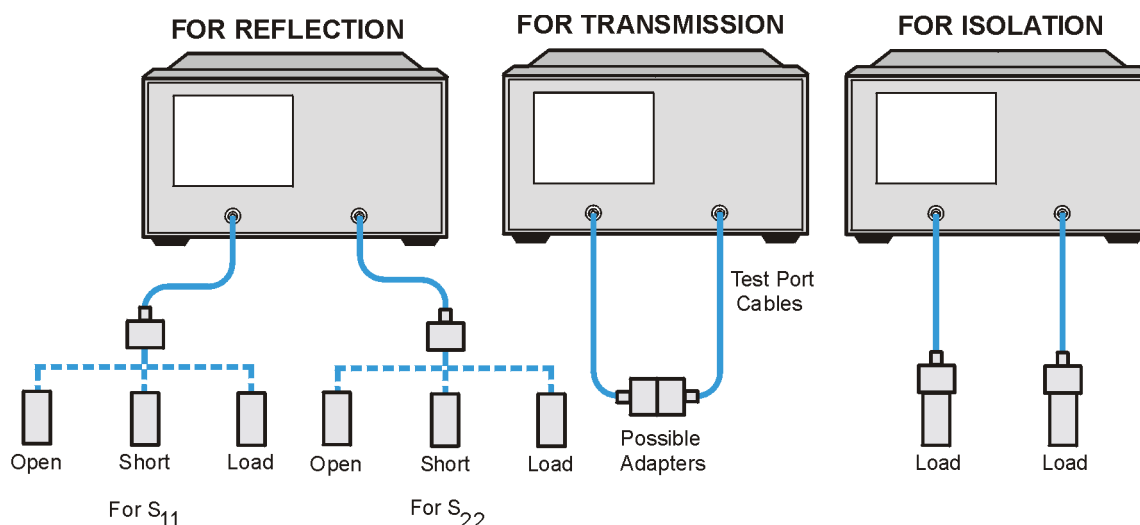 FOR REFLECTION
FOR TRANSMISSION
FOR ISOLATION
Test Port
Cables
Open
Short
Load
Open
Short
Load
Possible
Adapters
Load
Load
For S11
For S22